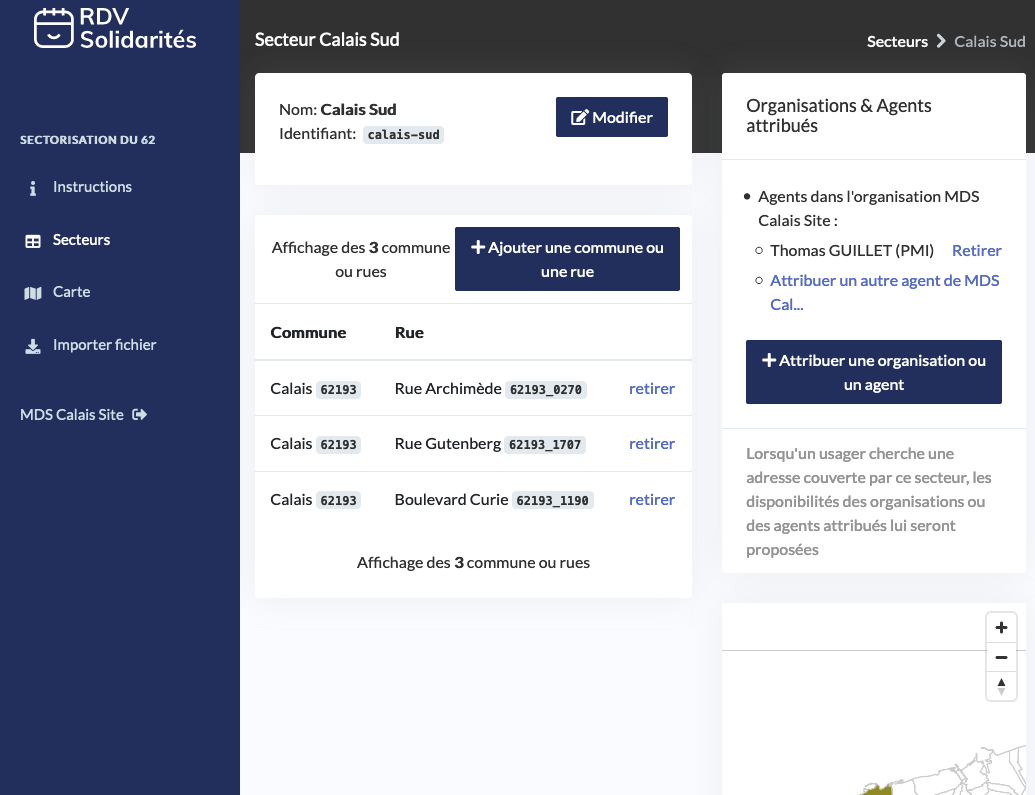 RDV
Solidarités
SECTORISATION DU 62
Instructions
Secteurs
Carte
Importer fichier
MDS Calais Site
Secteur Calais Sud
Secteurs > Calais Sud
Nom: Calais Sud
Identifiant: calais-sud
Modifier
Affichage des 3 commune
ou rues
+ Ajouter une commune ou
une rue
Commune Rue
Calais 62193 Rue Archimède 62193_0270 retirer
Calais 62193 Rue Gutenberg 62193_1707 retirer
Calais 62193 Boulevard Curie 62193_1190 retirer
Affichage des 3 commune ou rues
Organisations & Agents
attribués
Agents dans l'organisation MDS
Calais Site :
Thomas GUILLET (PMI) Retirer
Attribuer un autre agent de MDS
Cal...
+ Attribuer une organisation ou
un agent
Lorsqu'un usager cherche une
adresse couverte par ce secteur, les
disponibilités des organisations ou
des agents attribués lui seront
proposées